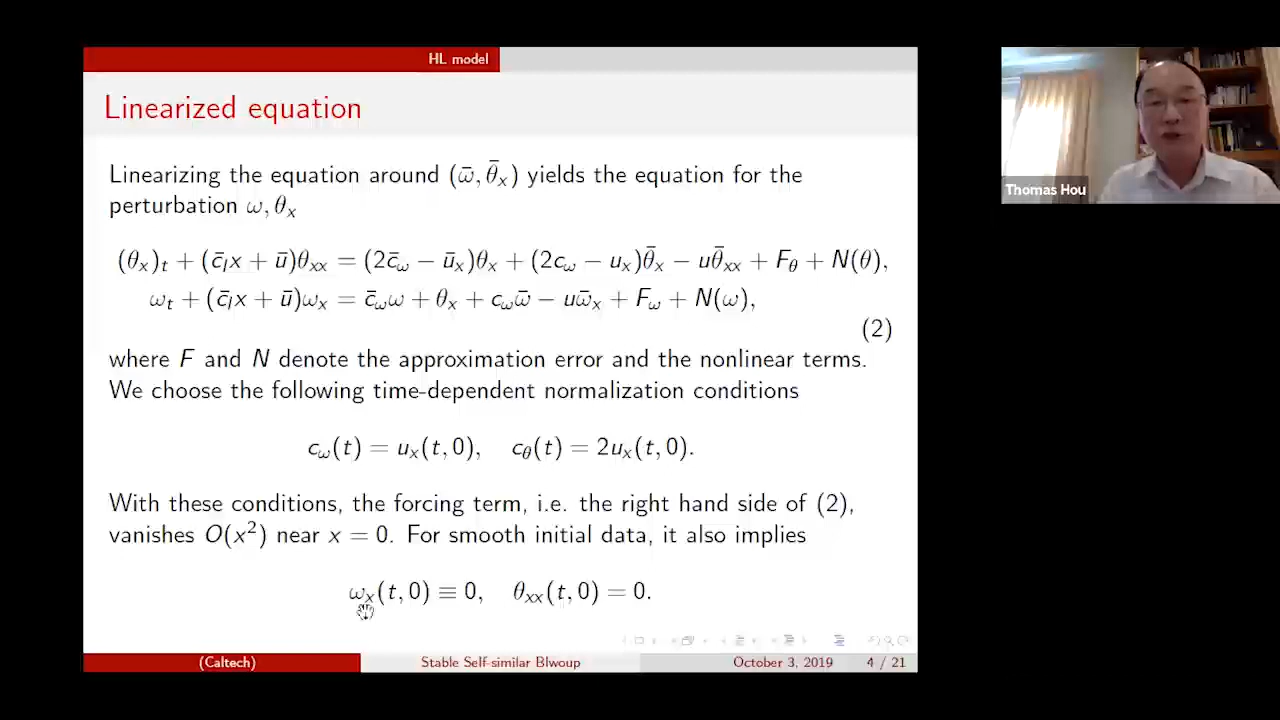 HL model
Linearized equation
Linearizing the equation around (ω̄, θ̄ₓ) yields the equation for the
perturbation ω, θₓ
(θₓ)ₜ + (c̄ₗx + ū)θₓₓ = (2c̄_ω − ūₓ)θₓ + (2c_ω − uₓ)θ̄ₓ − uθ̄ₓₓ + F_θ + N(θ),
ωₜ + (c̄ₗx + ū)ωₓ = c̄_ωω + θₓ + c_ωω̄ − uω̄ₓ + F_ω + N(ω),
(2)
where F and N denote the approximation error and the nonlinear terms.
We choose the following time-dependent normalization conditions
c_ω(t) = uₓ(t, 0), c_θ(t) = 2uₓ(t, 0).
With these conditions, the forcing term, i.e. the right hand side of (2),
vanishes O(x²) near x = 0. For smooth initial data, it also implies
ωₓ(t, 0) ≡ 0, θₓₓ(t, 0) = 0.
(Caltech) Stable Self-similar Blwoup October 3, 2019 4 / 21
Thomas Hou